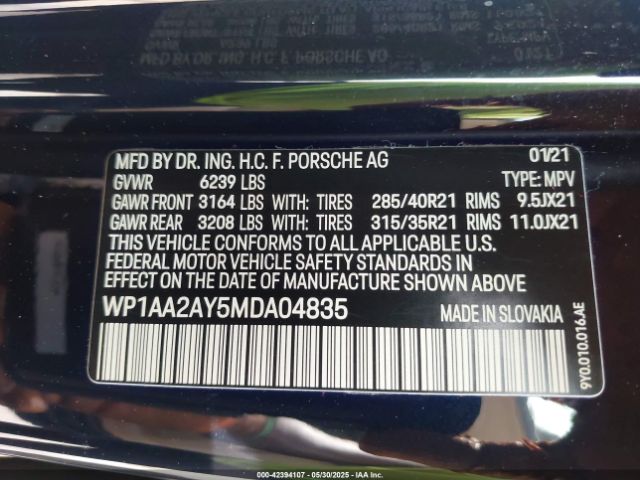 MFD BY DR. ING. H.C. F. PORSCHE AG 01/21
GVWR 6239 LBS TYPE: MPV
GAWR FRONT 3164 LBS WITH: TIRES 285/40R21 RIMS 9.5JX21
GAWR REAR 3208 LBS WITH: TIRES 315/35R21 RIMS 11.0JX21
THIS VEHICLE CONFORMS TO ALL APPLICABLE U.S.
FEDERAL MOTOR VEHICLE SAFETY STANDARDS IN
EFFECT ON THE DATE OF MANUFACTURE SHOWN ABOVE.
WP1AA2AY5MDA04835 MADE IN SLOVAKIA
9Y0.010.016.AE
00-42394107 - 05/30/2025 - IAAI.CA